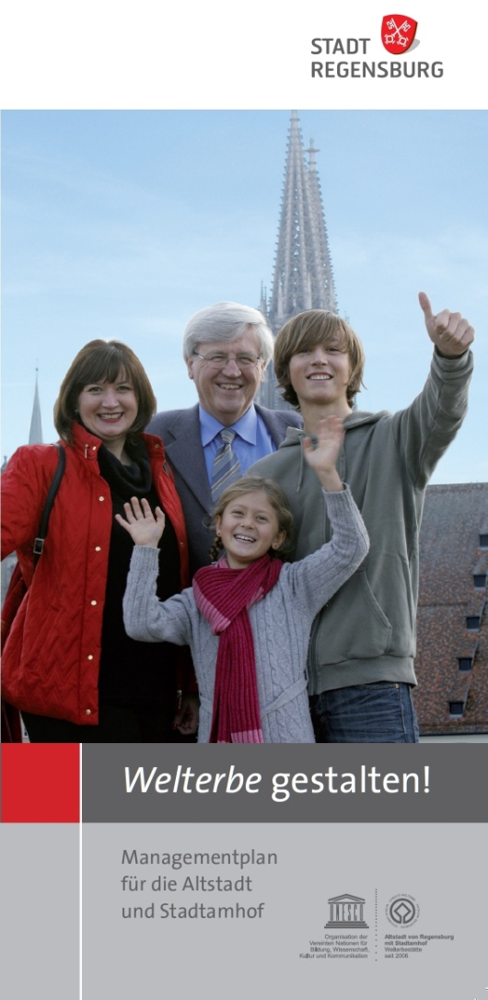 STADT
REGENSBURG
Welterbe gestalten!
Managementplan
für die Altstadt
und Stadtamhof
UNESCO
Organisation der
Vereinten Nationen für
Bildung, Wissenschaft,
Kultur und Kommunikation
Altstadt von Regensburg
mit Stadtamhof
Welterbestätte
seit 2006